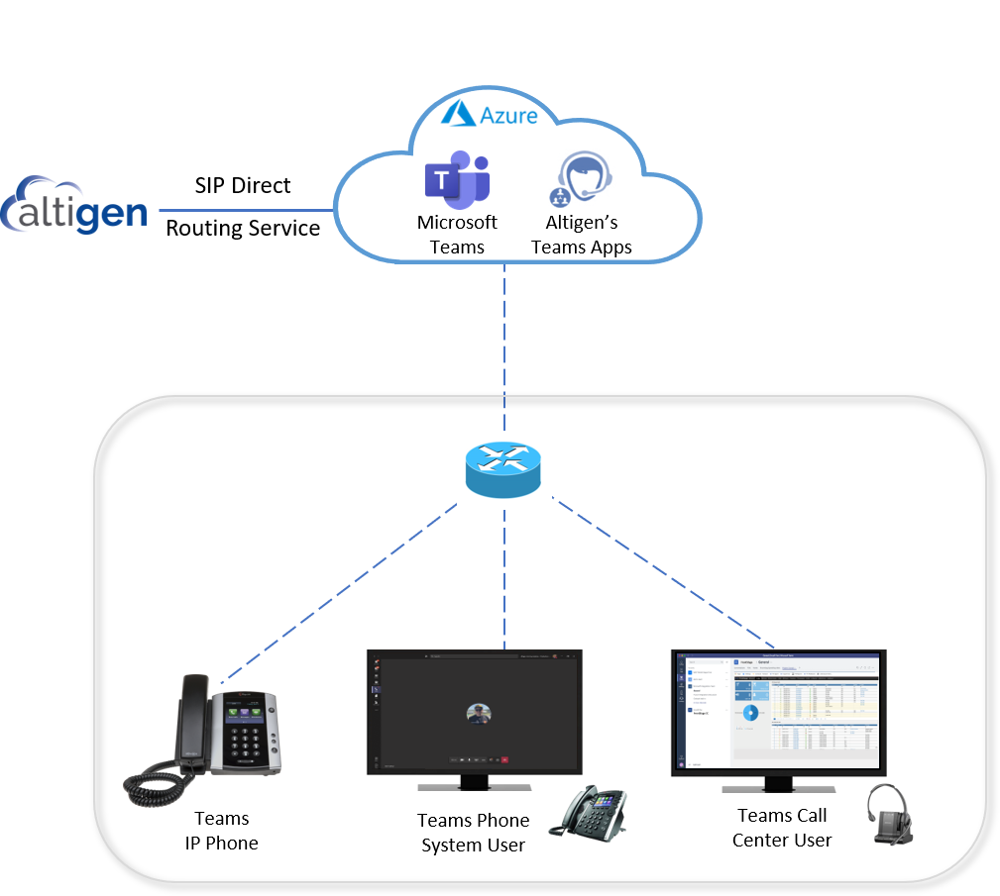 Azure
altigen
SIP Direct
Routing Service
T
Microsoft
Teams
Altigen's
Teams Apps
Teams
IP Phone
Teams Phone
System User
Teams Call
Center User